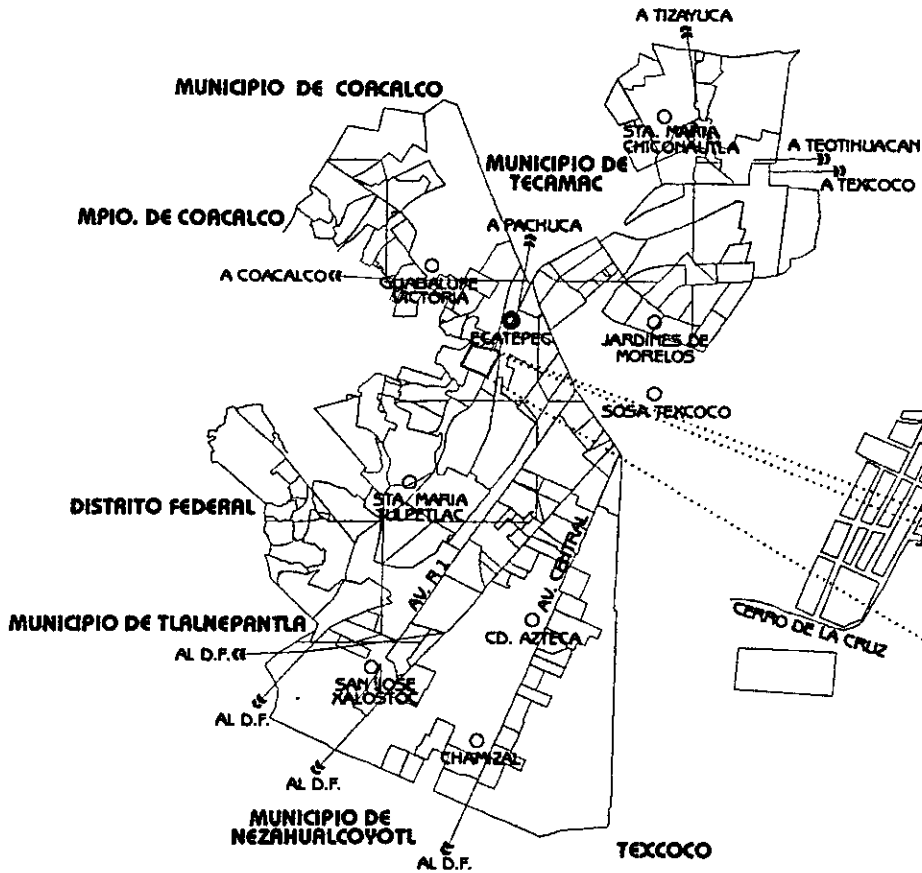 A TIZAYUCA
MUNICIPIO DE COACALCO
STA. MARIA
CHICONAUTLA
A TEOTIHUACAN
MUNICIPIO DE
TECAMAC
A TEXCOCO
MPIO. DE COACALCO
A PACHUCA
A COACALCO
GUADALUPE
VICTORIA
ECATEPEC
JARDINES DE
MORELOS
SOSA TEXCOCO
STA. MARIA
TULPETLAC
DISTRITO FEDERAL
AV. R 1
AV. CENTRAL
CERRO DE LA CRUZ
MUNICIPIO DE TLALNEPANTLA
CD. AZTECA
AL D.F.
SAN JOSE
XALOSTOC
AL D.F.
CHAMIZAL
AL D.F.
MUNICIPIO DE
NEZAHUALCOYOTL
TEXCOCO
AL D.F.